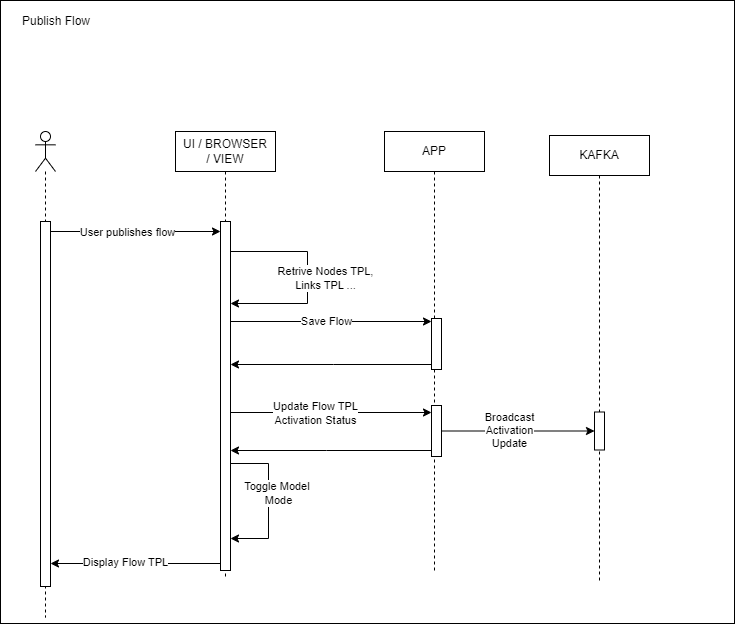 Publish Flow
UI / BROWSER
/ VIEW
APP
KAFKA
User publishes flow
Retrive Nodes TPL,
Links TPL ...
Save Flow
Update Flow TPL
Activation Status
Broadcast
Activation
Update
Toggle Model
Mode
Display Flow TPL